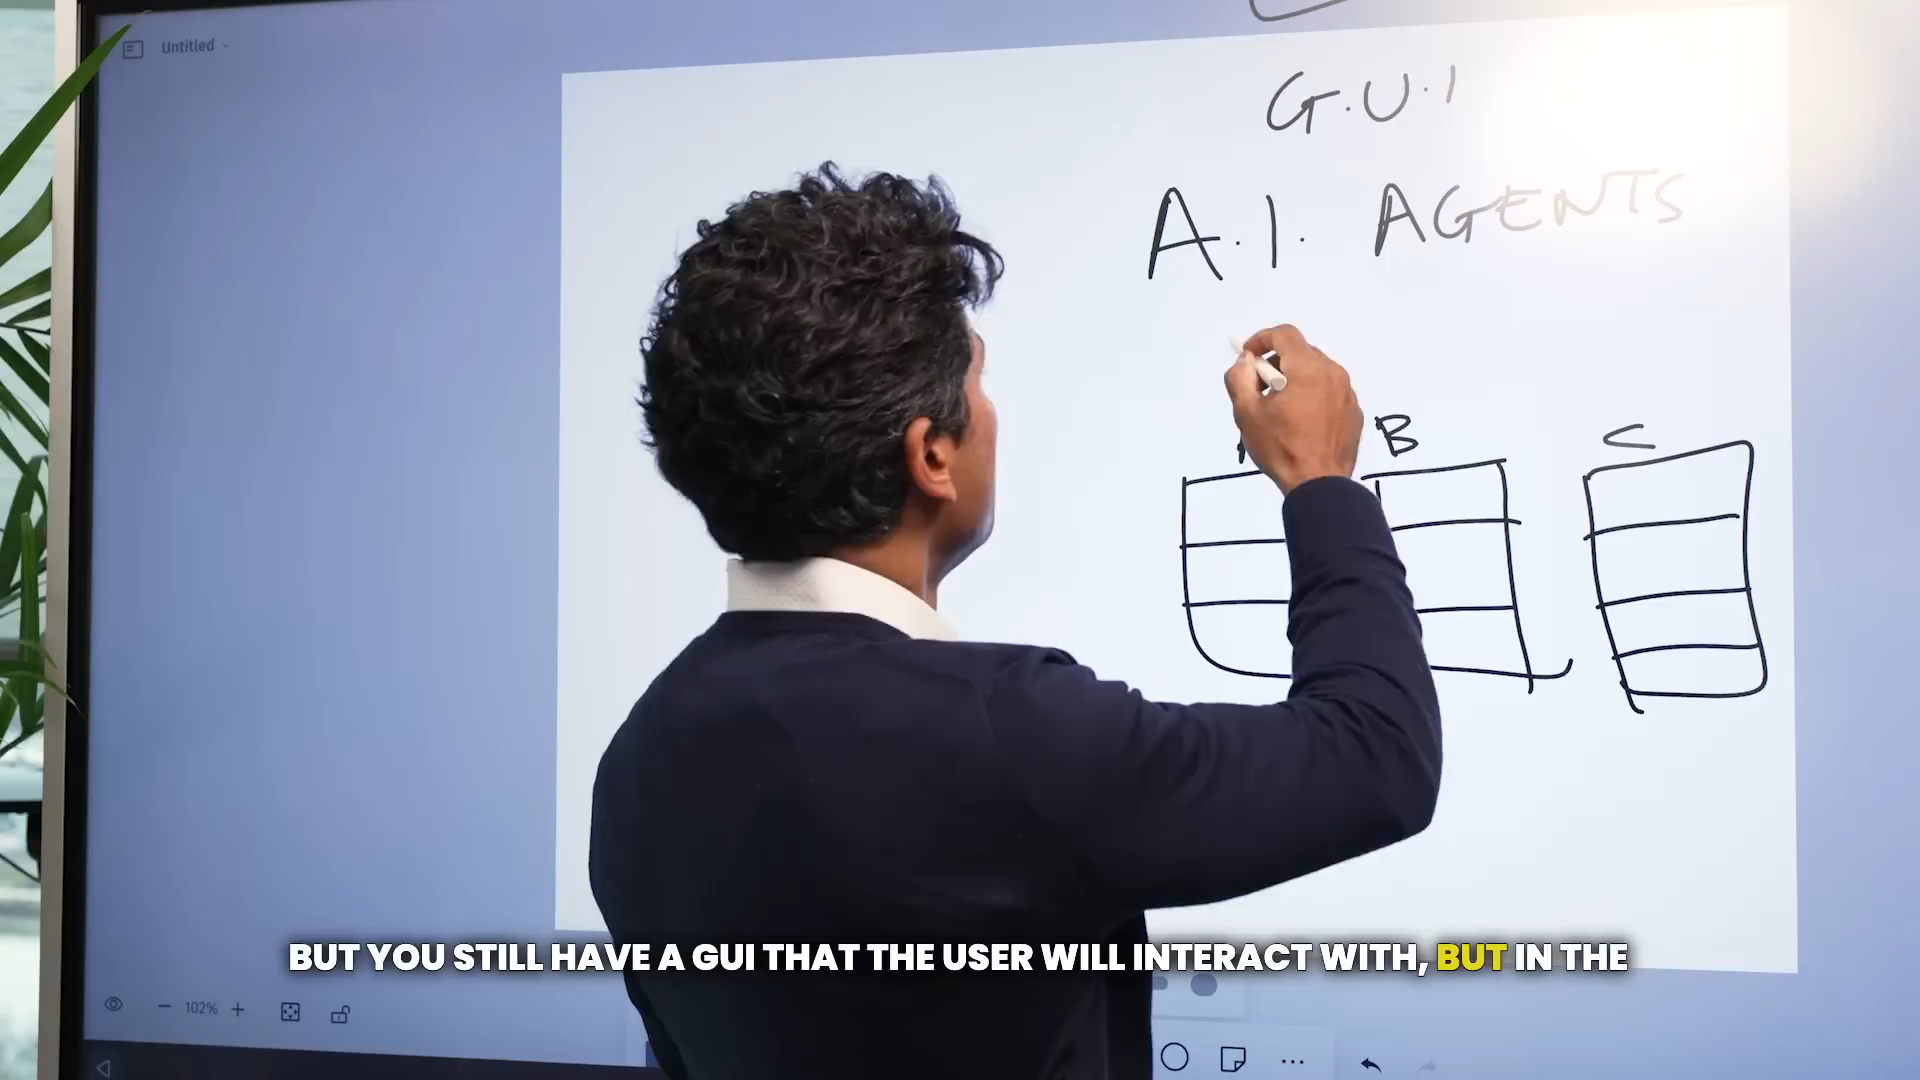 Untitled
G.U.I
A.I. AGENTS
B
C
BUT YOU STILL HAVE A GUI THAT THE USER WILL INTERACT WITH, BUT IN THE
102%